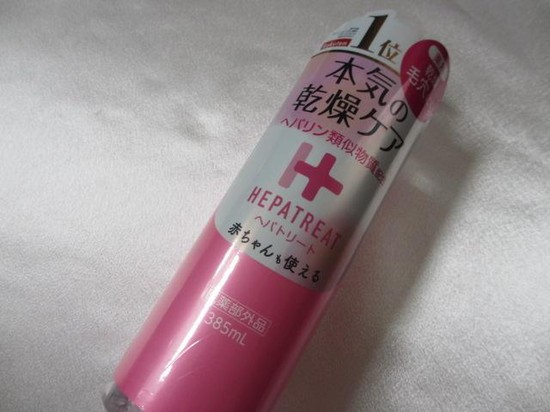 1位
毛穴
本気の
乾燥ケア
ヘパリン類似物質配合
HEPATREAT
ヘパトリート
赤ちゃんも使える
医薬部外品
385mL